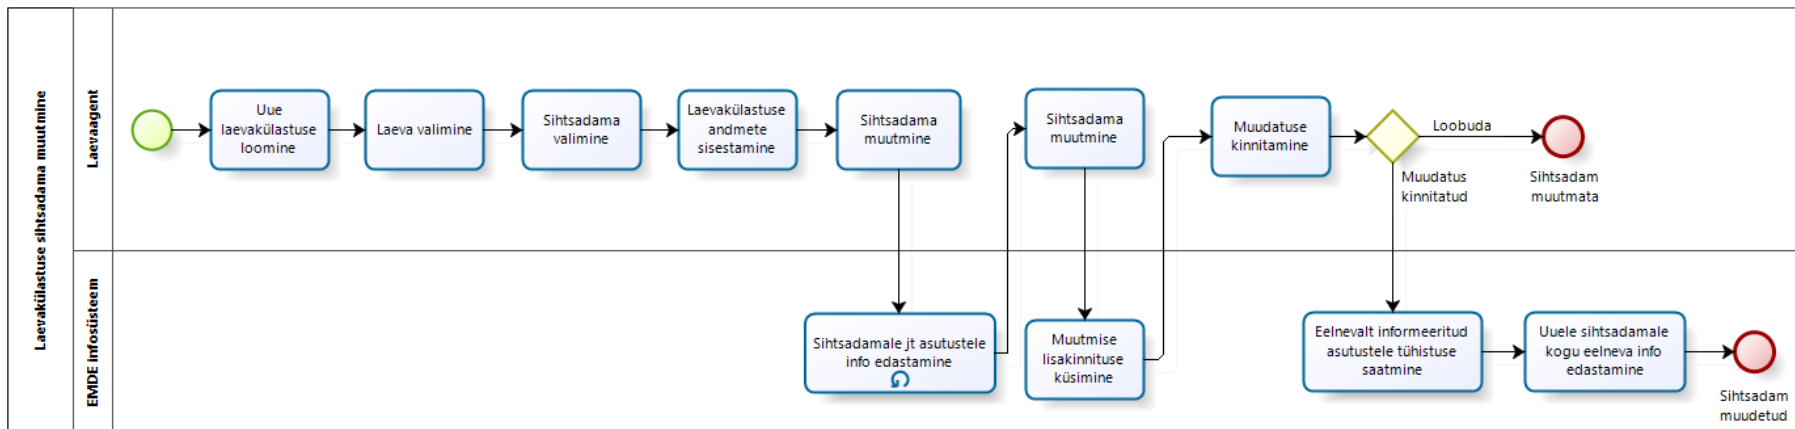 Laevakülastuse sihtsadama muutmine
Laevaagent
Uue
laevakülastuse
loomine
Laeva valimine
Sihtsadama
valimine
Laevakülastuse
andmete
sisestamine
Sihtsadama
muutmine
Sihtsadama
muutmine
Muudatuse
kinnitamine
Loobuda
Muudatus
kinnitatud
Sihtsadam
muutmata
EMDE infosüsteem
Sihtsadamale jt asutustele
info edastamine
Muutmise
lisakinnituse
küsimine
Eelnevalt informeeritud
asutustele tühistuse
saatmine
Uuele sihtsadamale
kogu eelneva info
edastamine
Sihtsadam
muudetud